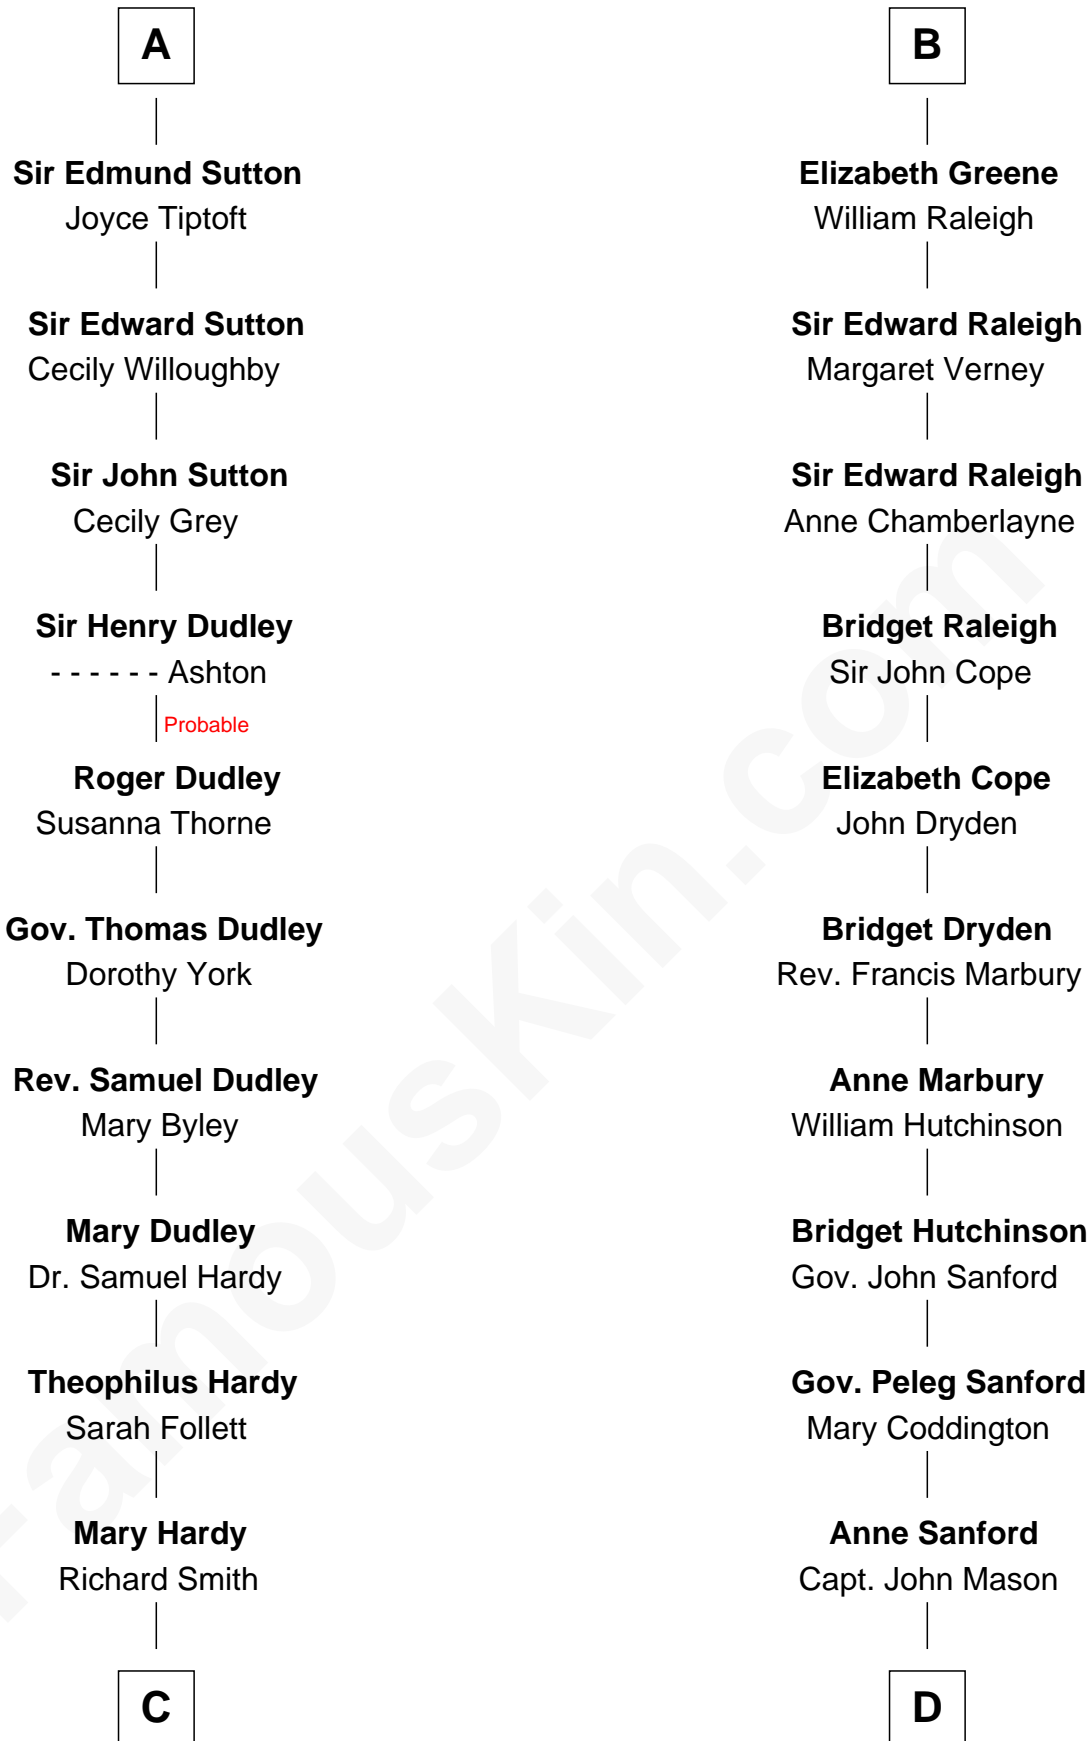 A
Sir Edmund Sutton
Joyce Tiptoft
Sir Edward Sutton
Cecily Willoughby
Sir John Sutton
Cecily Grey
Sir Henry Dudley
- - - - - - Ashton
Probable
Roger Dudley
Susanna Thorne
Gov. Thomas Dudley
Dorothy York
Rev. Samuel Dudley
Mary Byley
Mary Dudley
Dr. Samuel Hardy
Theophilus Hardy
Sarah Follett
Mary Hardy
Richard Smith
C
B
Elizabeth Greene
William Raleigh
Sir Edward Raleigh
Margaret Verney
Sir Edward Raleigh
Anne Chamberlayne
Bridget Raleigh
Sir John Cope
Elizabeth Cope
John Dryden
Bridget Dryden
Rev. Francis Marbury
Anne Marbury
William Hutchinson
Bridget Hutchinson
Gov. John Sanford
Gov. Peleg Sanford
Mary Coddington
Anne Sanford
Capt. John Mason
D
FamousKin.com